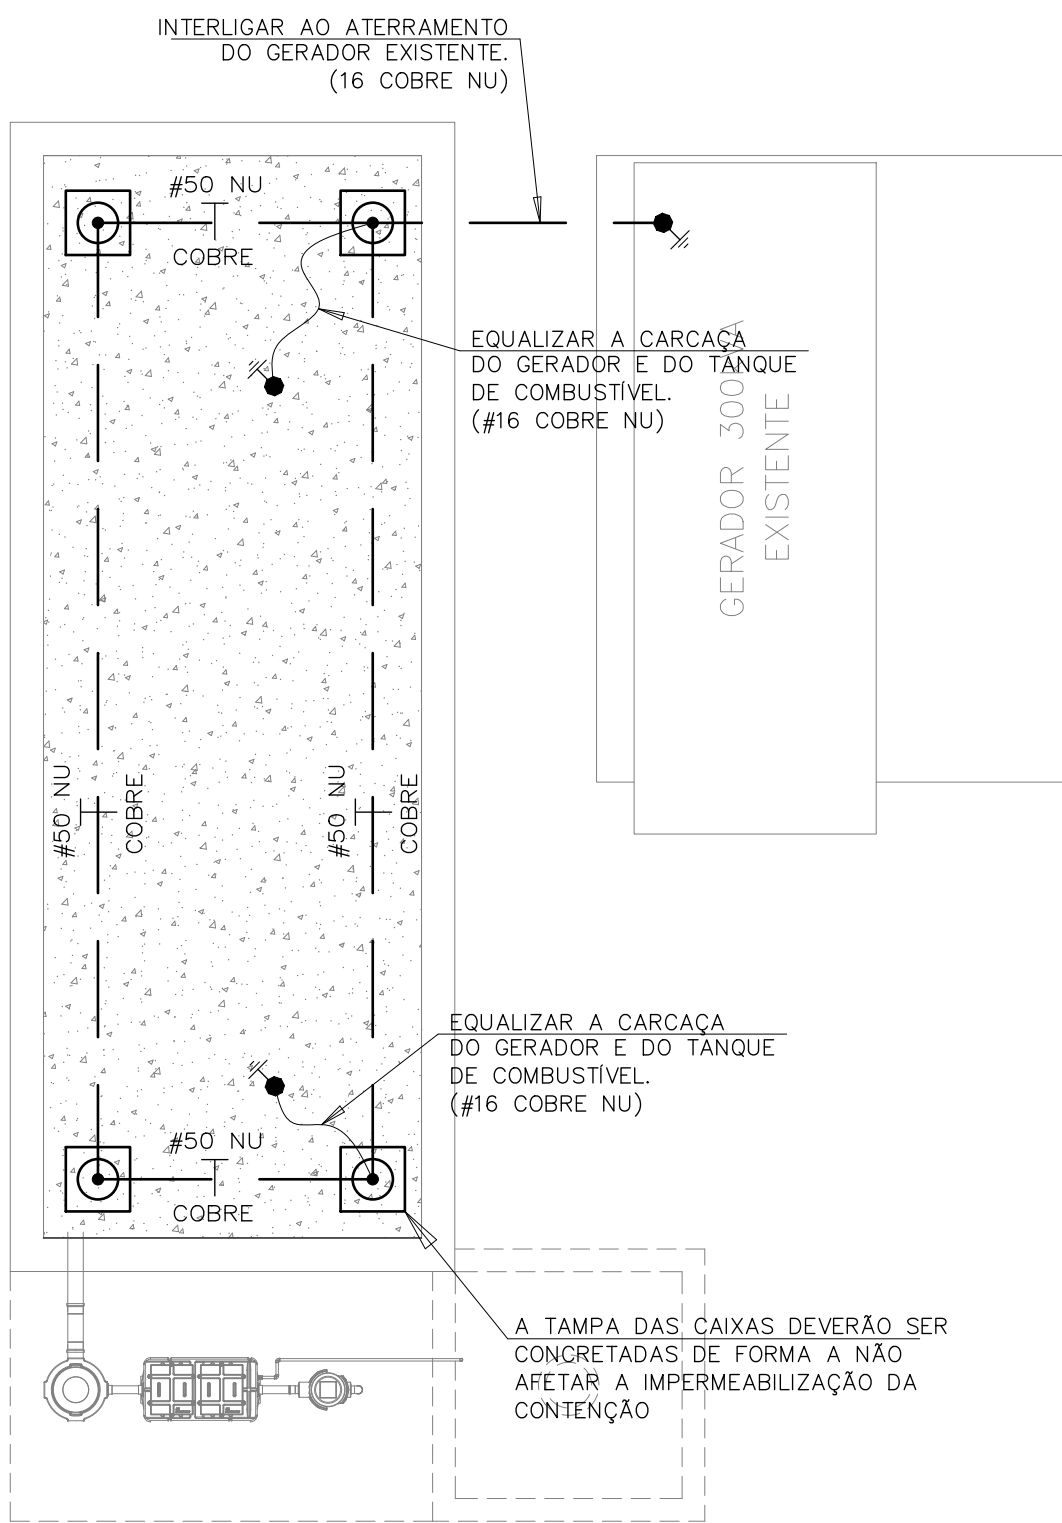 INTERLIGAR AO ATERRAMENTO
DO GERADOR EXISTENTE.
(16 COBRE NU)
#50 NU
COBRE
EQUALIZAR A CARCAÇA
DO GERADOR E DO TANQUE
DE COMBUSTÍVEL.
(#16 COBRE NU)
GERADOR 300KVA
EXISTENTE
#50 NU
COBRE
#50 NU
COBRE
EQUALIZAR A CARCAÇA
DO GERADOR E DO TANQUE
DE COMBUSTÍVEL.
(#16 COBRE NU)
#50 NU
COBRE
A TAMPA DAS CAIXAS DEVERÃO SER
CONCRETADAS DE FORMA A NÃO
AFETAR A IMPERMEABILIZAÇÃO DA
CONTENÇÃO